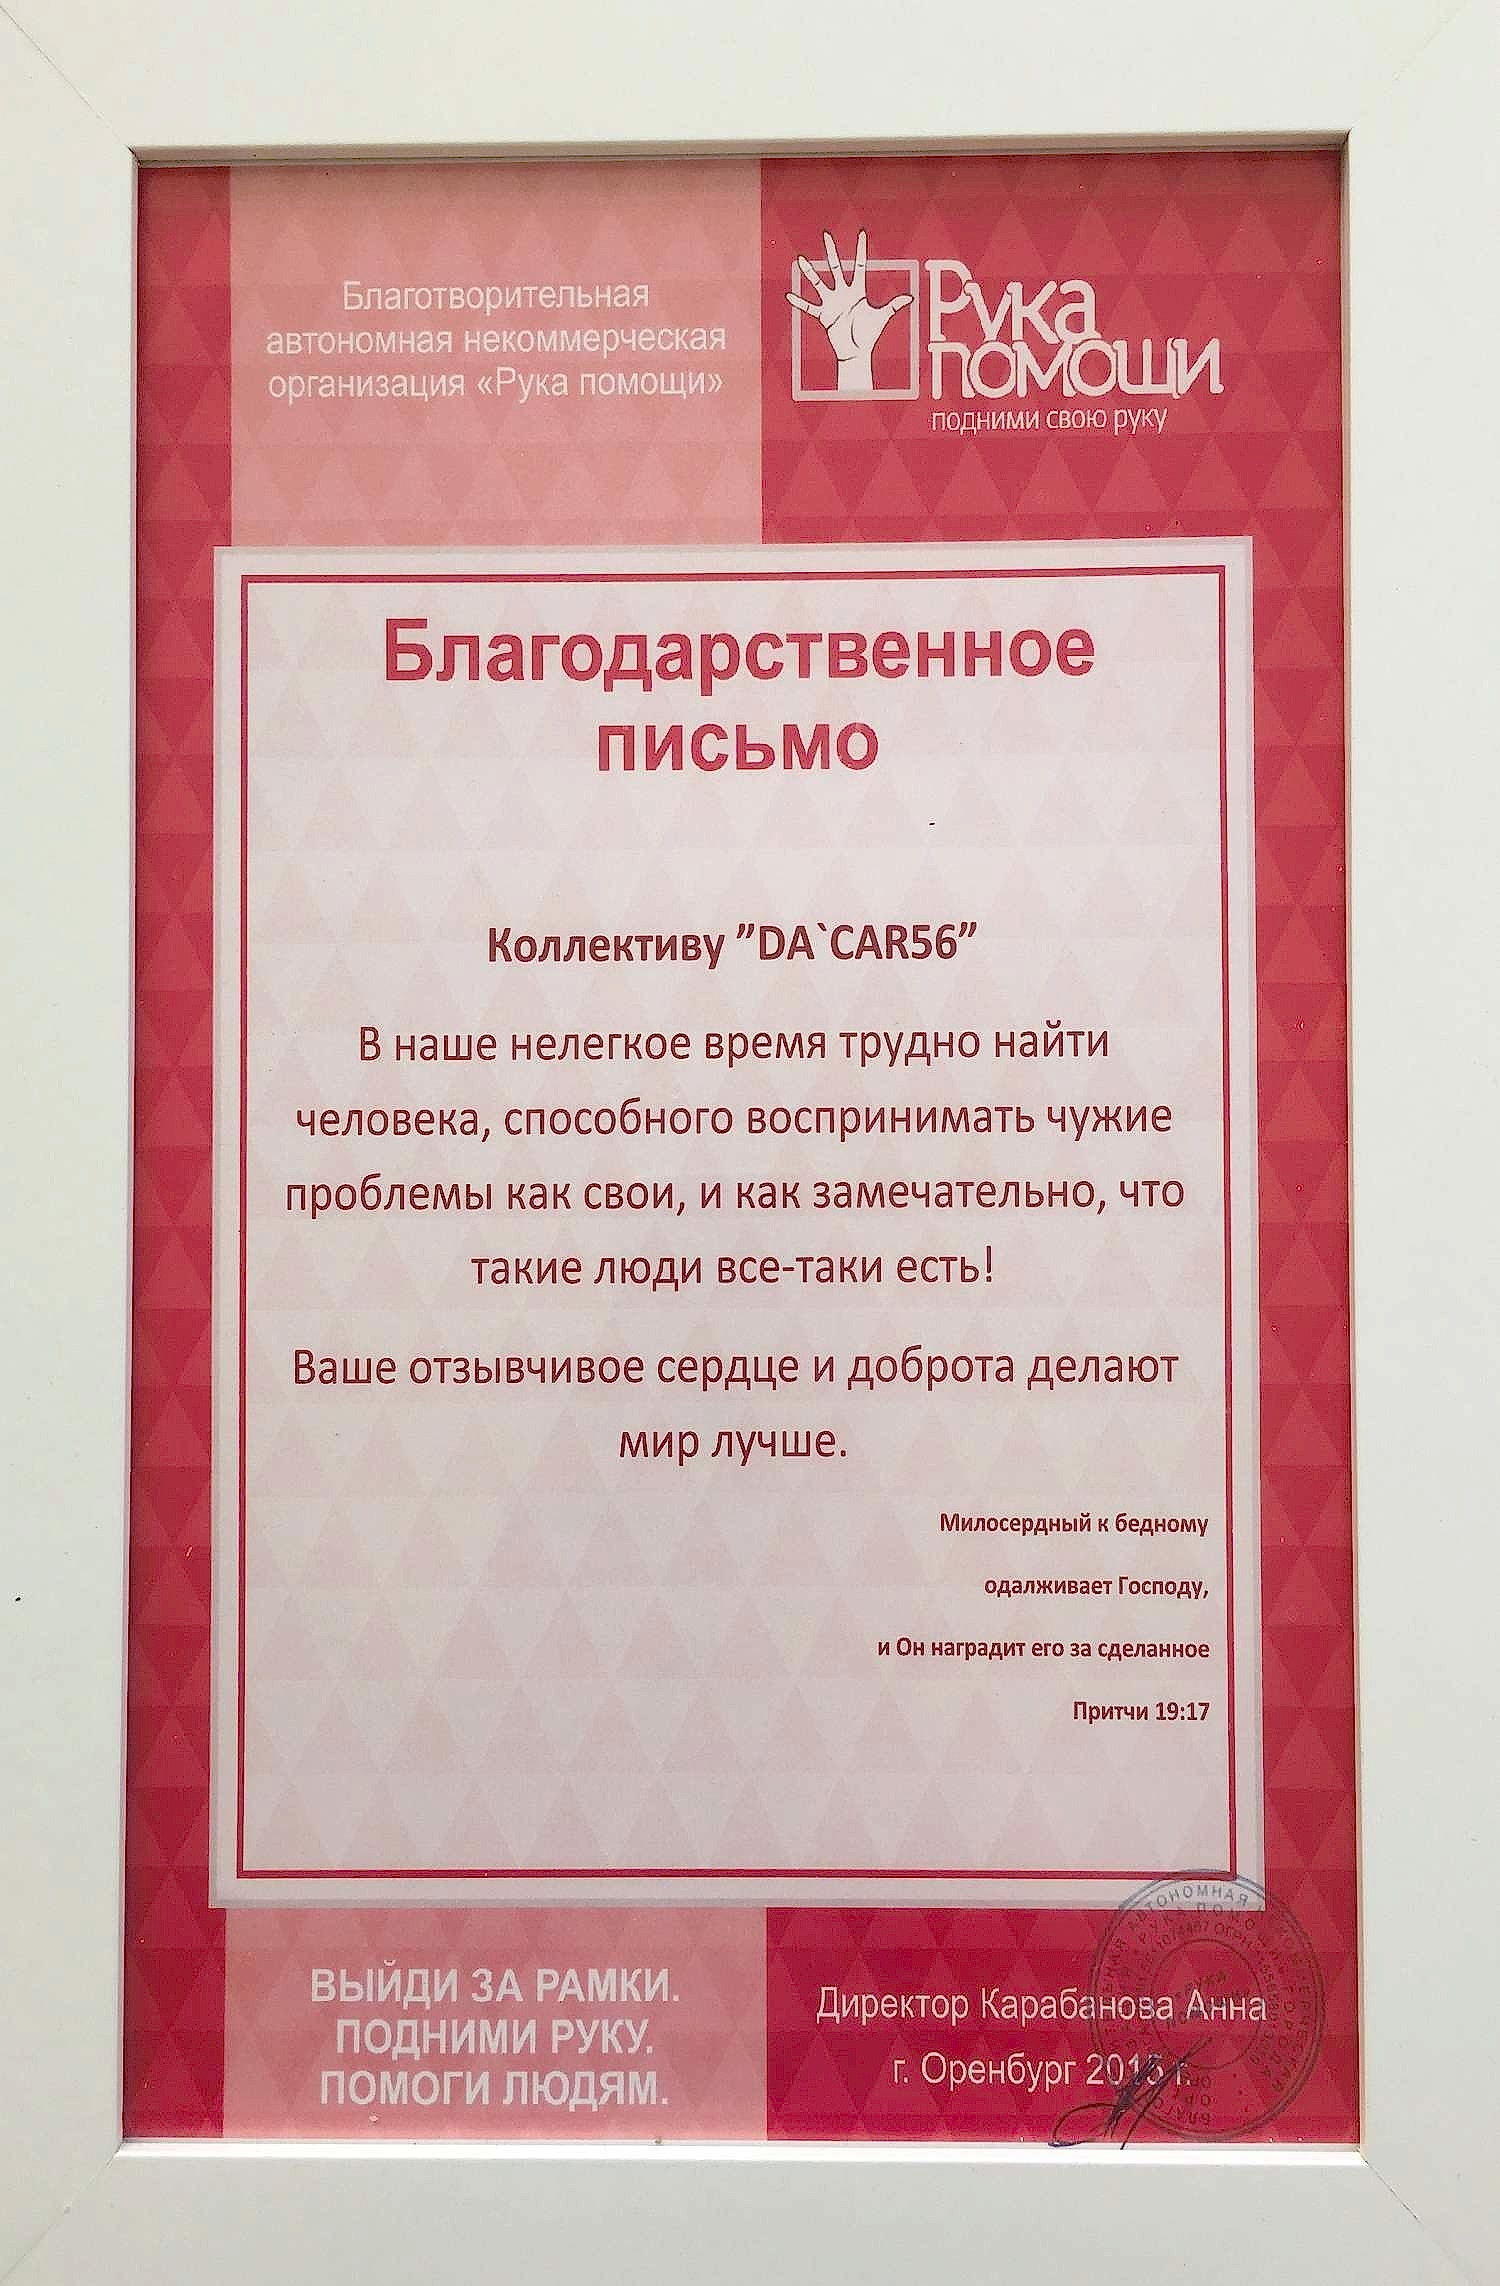 Благотворительная
автономная некоммерческая
организация «Рука помощи»
Рука
помощи
подними свою руку
Благодарственное
письмо
Коллективу ”DA`CAR56”
В наше нелегкое время трудно найти
человека, способного воспринимать чужие
проблемы как свои, и как замечательно, что
такие люди все-таки есть!
Ваше отзывчивое сердце и доброта делают
мир лучше.
Милосердный к бедному
одалживает Господу,
и Он наградит его за сделанное
Притчи 19:17
ВЫЙДИ ЗА РАМКИ.
ПОДНИМИ РУКУ.
ПОМОГИ ЛЮДЯМ.
Директор Карабанова Анна
г. Оренбург 2015 г.
АВТОНОМНАЯ
РУКА